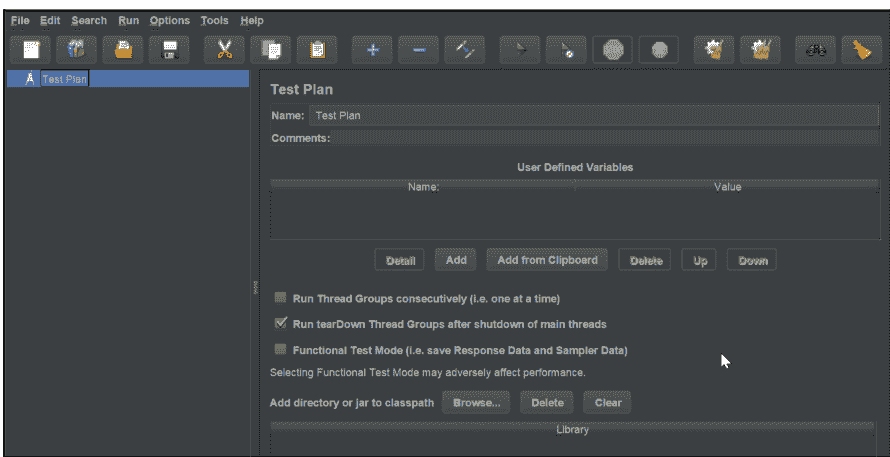 File Edit Search Run Options Tools Help
Test Plan
Test Plan
Name: Test Plan
Comments:
User Defined Variables
Name: Value
Detail Add Add from Clipboard Delete Up Down
Run Thread Groups consecutively (i.e. one at a time)
Run tearDown Thread Groups after shutdown of main threads
Functional Test Mode (i.e. save Response Data and Sampler Data)
Selecting Functional Test Mode may adversely affect performance.
Add directory or jar to classpath Browse... Delete Clear
Library